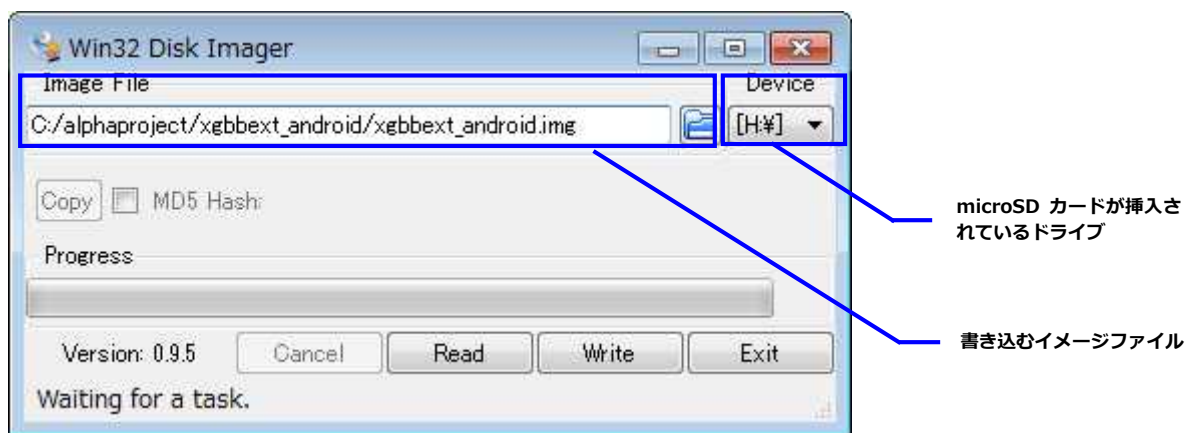 Win32 Disk Imager
Image File
Device
C:/alphaproject/xgbbext_android/xgbbext_android.img
[H:¥]
Copy
MD5 Hash:
microSD カードが挿入さ
れているドライブ
Progress
書き込むイメージファイル
Version: 0.9.5
Cancel
Read
Write
Exit
Waiting for a task.